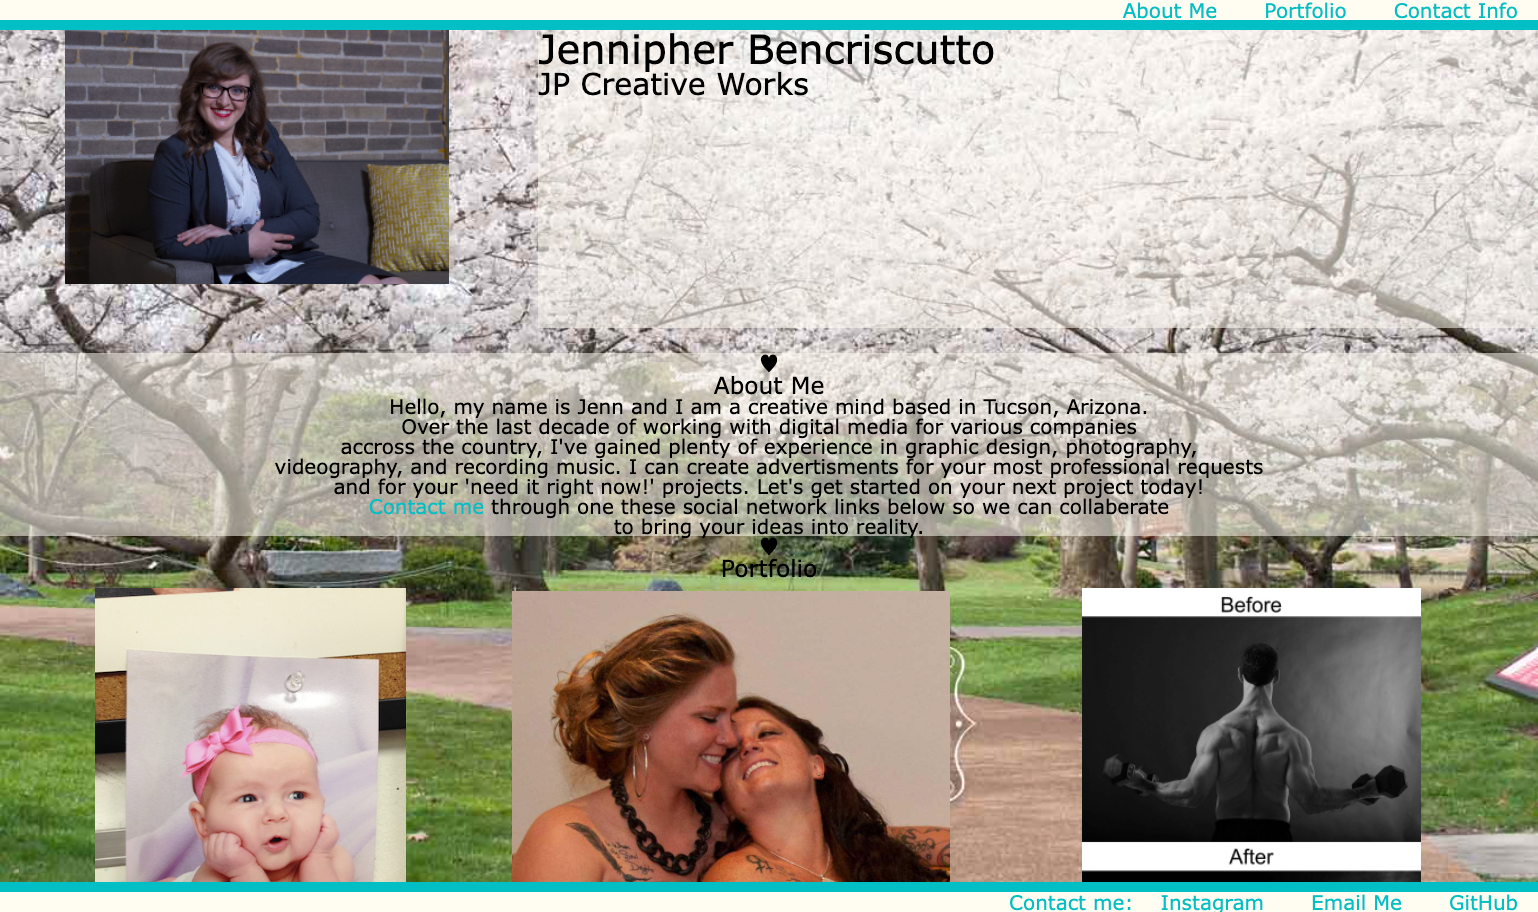 About Me Portfolio Contact Info
Jennipher Bencriscutto
JP Creative Works
About Me
Hello, my name is Jenn and I am a creative mind based in Tucson, Arizona.
Over the last decade of working with digital media for various companies
accross the country, I've gained plenty of experience in graphic design, photography,
videography, and recording music. I can create advertisments for your most professional requests
and for your 'need it right now!' projects. Let's get started on your next project today!
Contact me through one these social network links below so we can collaberate
to bring your ideas into reality.
Portfolio
Before
After
Contact me: Instagram Email Me GitHub